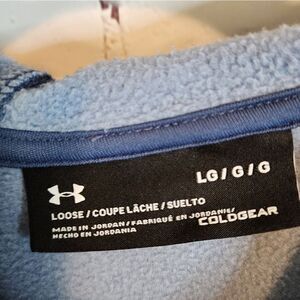 LG / G / G
LOOSE / COUPE LÂCHE / SUELTO
MADE IN JORDAN / FABRIQUÉ EN JORDANIE/
HECHO EN JORDANIA
COLDGEAR